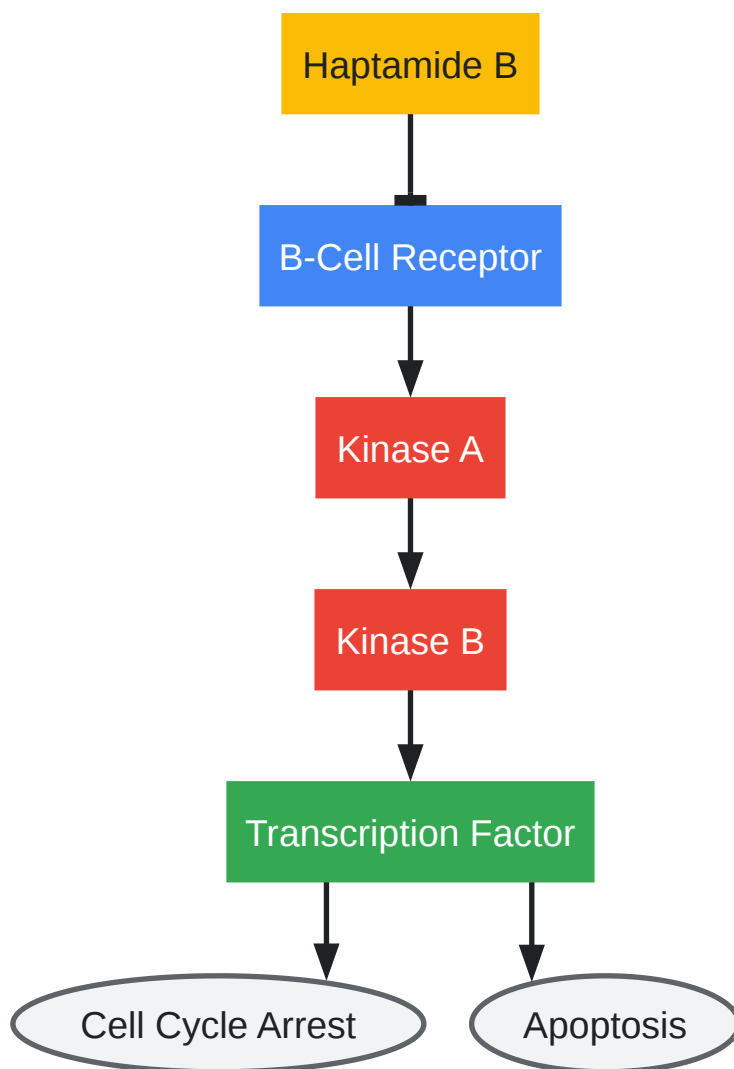 Haptamide B
B-Cell Receptor
Kinase A
Kinase B
Transcription Factor
Cell Cycle Arrest
Apoptosis